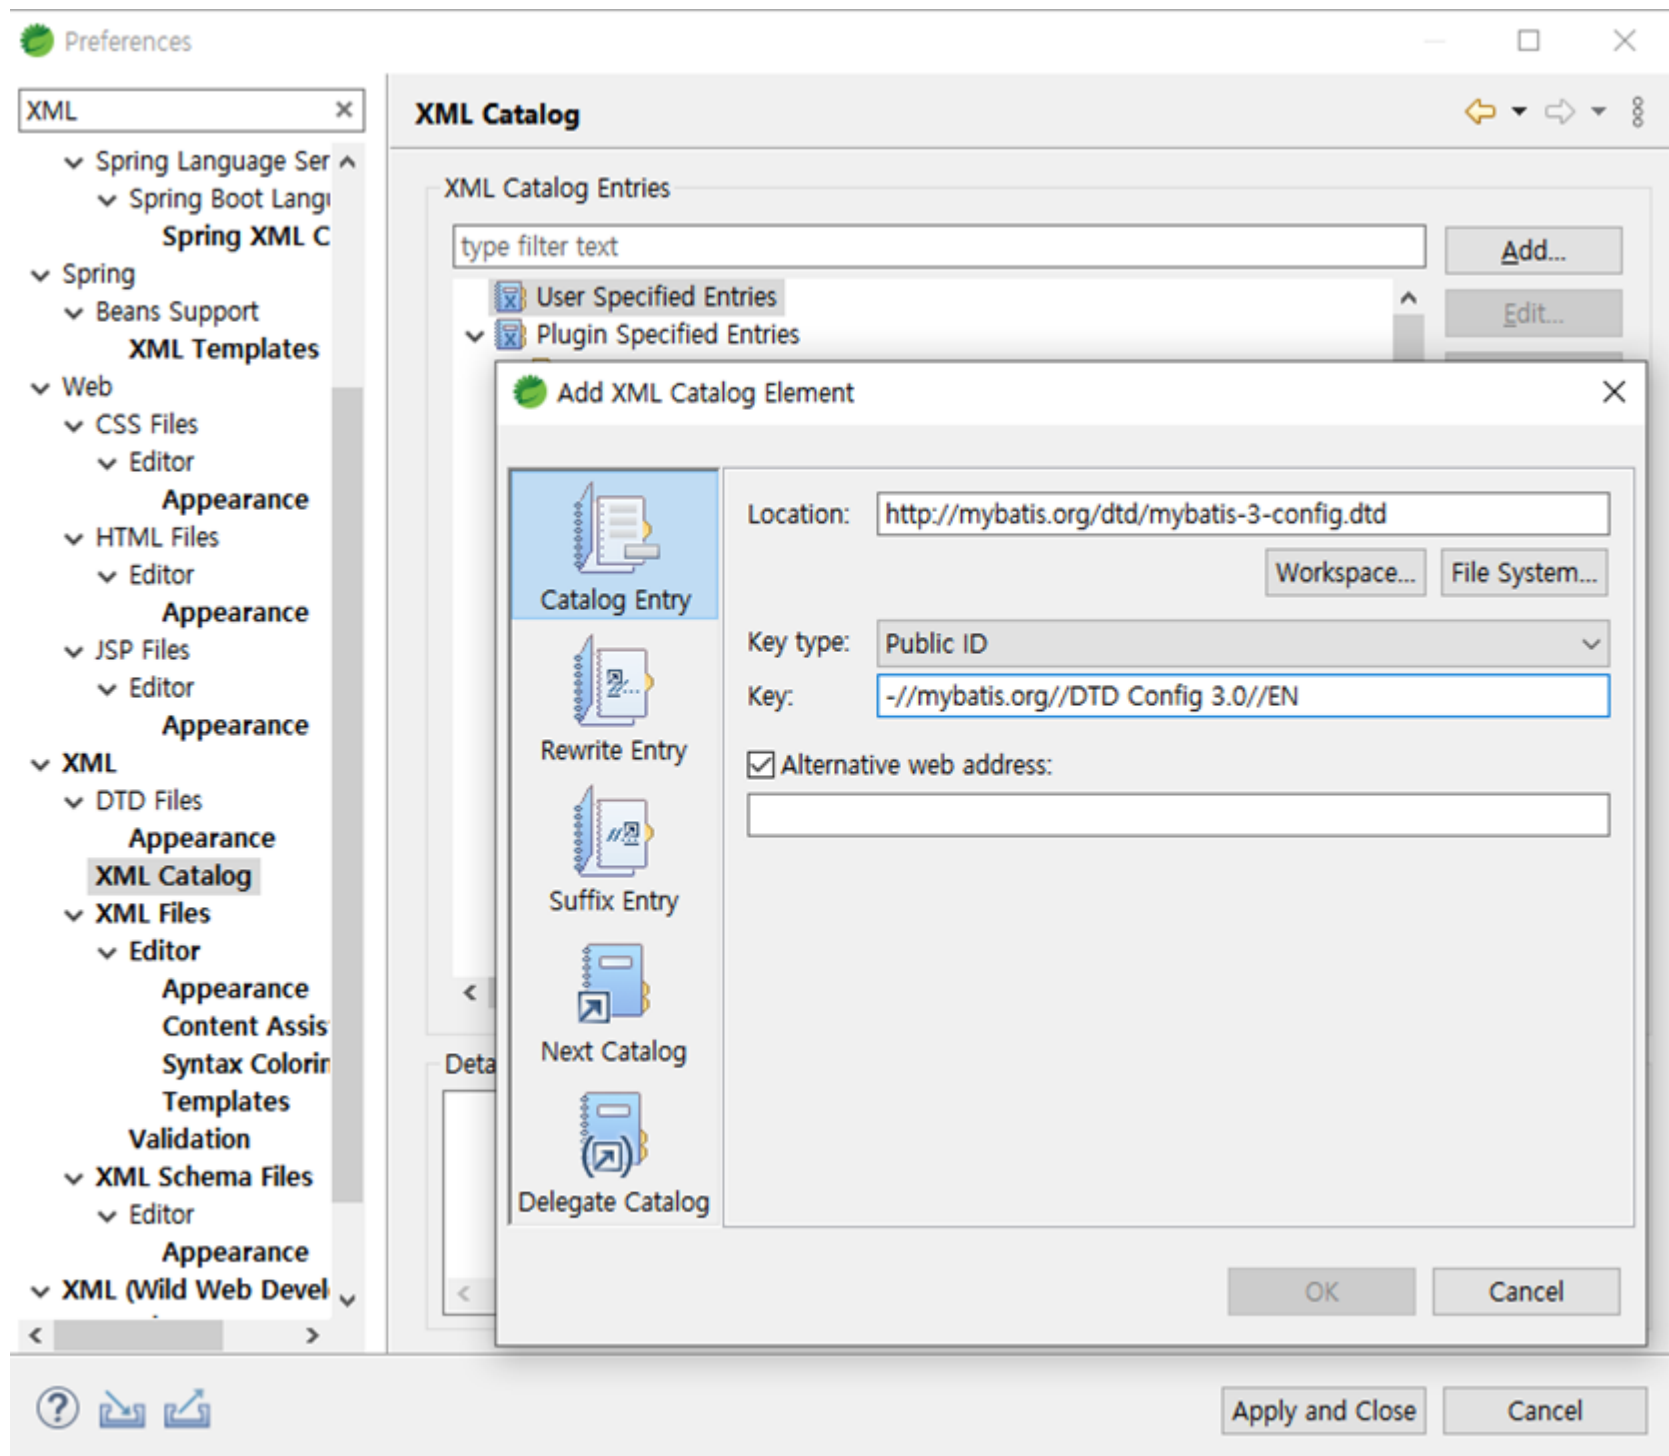 Preferences
XML
Spring Language Ser
Spring Boot Langu
Spring XML C
Spring
Beans Support
XML Templates
Web
CSS Files
Editor
Appearance
HTML Files
Editor
Appearance
JSP Files
Editor
Appearance
XML
DTD Files
Appearance
XML Catalog
XML Files
Editor
Appearance
Content Assis
Syntax Colorin
Templates
Validation
XML Schema Files
Editor
Appearance
XML (Wild Web Devel
XML Catalog
XML Catalog Entries
type filter text
Add...
User Specified Entries
Edit...
Plugin Specified Entries
Deta
Add XML Catalog Element
Catalog Entry
Rewrite Entry
Suffix Entry
Next Catalog
Delegate Catalog
Location: http://mybatis.org/dtd/mybatis-3-config.dtd
Workspace... File System...
Key type: Public ID
Key: -//mybatis.org//DTD Config 3.0//EN
Alternative web address:
OK Cancel
Apply and Close Cancel